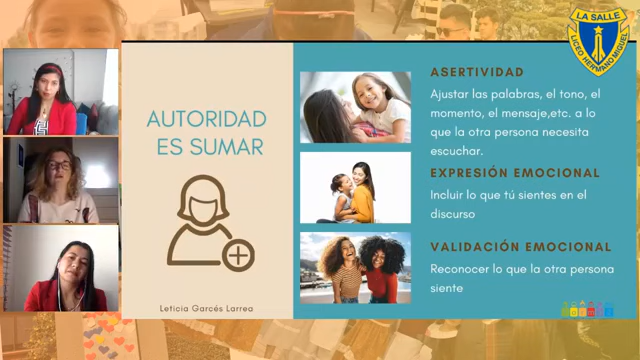 LA SALLE
LICEO HERMANO MIGUEL
AUTORIDAD
ES SUMAR
Leticia Garcés Larrea
ASERTIVIDAD
Ajustar las palabras, el tono, el
momento, el mensaje,etc. a lo
que la otra persona necesita
escuchar.
EXPRESIÓN EMOCIONAL
Incluir lo que tú sientes en el
discurso
VALIDACIÓN EMOCIONAL
Reconocer lo que la otra persona
siente